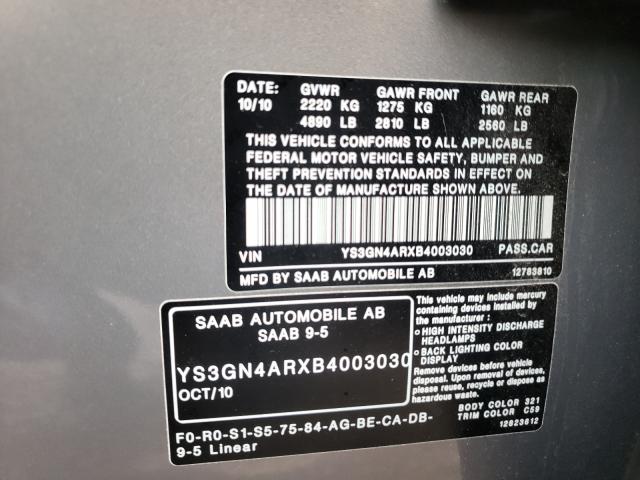 DATE: GVWR GAWR FRONT GAWR REAR
10/10 2220 KG 1275 KG 1160 KG
4890 LB 2810 LB 2560 LB
THIS VEHICLE CONFORMS TO ALL APPLICABLE
FEDERAL MOTOR VEHICLE SAFETY, BUMPER AND
THEFT PREVENTION STANDARDS IN EFFECT ON
THE DATE OF MANUFACTURE SHOWN ABOVE.
VIN YS3GN4ARXB4003030 PASS.CAR
MFD BY SAAB AUTOMOBILE AB 12783810
SAAB AUTOMOBILE AB
SAAB 9-5
YS3GN4ARXB4003030
OCT/10
F0-R0-S1-S5-75-84-AG-BE-CA-DB-
9-5 Linear
This vehicle may include mercury
containing devices installed by
the manufacturer:
• HIGH INTENSITY DISCHARGE
HEADLAMPS
• BACK LIGHTING COLOR
DISPLAY
Remove devices before vehicle
disposal. Upon removal of devices,
please reuse, recycle or dispose
as hazardous waste.
BODY COLOR 321
TRIM COLOR C59
12823612